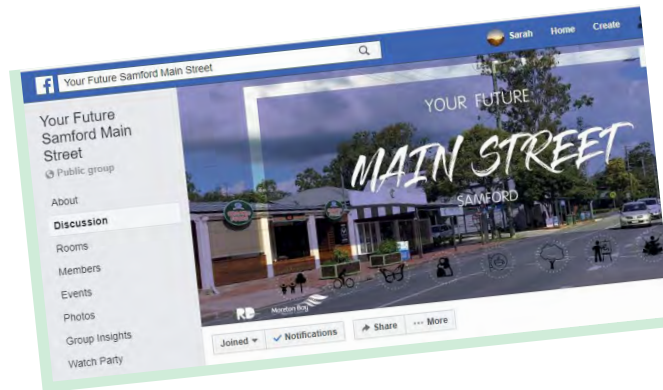 Your Future Samford Main Street
Sarah Home Create
Your Future
Samford Main
Street
Public group
About
Discussion
Rooms
Members
Events
Photos
Group Insights
Watch Party
YOUR FUTURE
MAIN STREET
SAMFORD
Moreton Bay
Joined
Notifications
Share
More